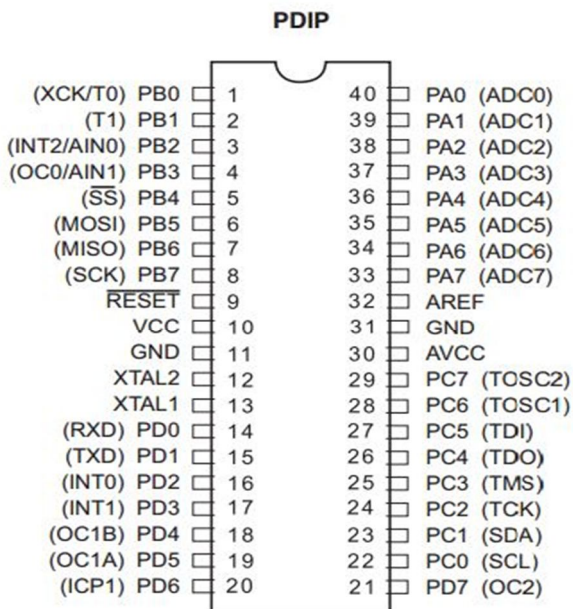 PDIP
(XCK/T0) PB0 1 40 PA0 (ADC0)
(T1) PB1 2 39 PA1 (ADC1)
(INT2/AIN0) PB2 3 38 PA2 (ADC2)
(OC0/AIN1) PB3 4 37 PA3 (ADC3)
(SS) PB4 5 36 PA4 (ADC4)
(MOSI) PB5 6 35 PA5 (ADC5)
(MISO) PB6 7 34 PA6 (ADC6)
(SCK) PB7 8 33 PA7 (ADC7)
RESET 9 32 AREF
VCC 10 31 GND
GND 11 30 AVCC
XTAL2 12 29 PC7 (TOSC2)
XTAL1 13 28 PC6 (TOSC1)
(RXD) PD0 14 27 PC5 (TDI)
(TXD) PD1 15 26 PC4 (TDO)
(INT0) PD2 16 25 PC3 (TMS)
(INT1) PD3 17 24 PC2 (TCK)
(OC1B) PD4 18 23 PC1 (SDA)
(OC1A) PD5 19 22 PC0 (SCL)
(ICP1) PD6 20 21 PD7 (OC2)